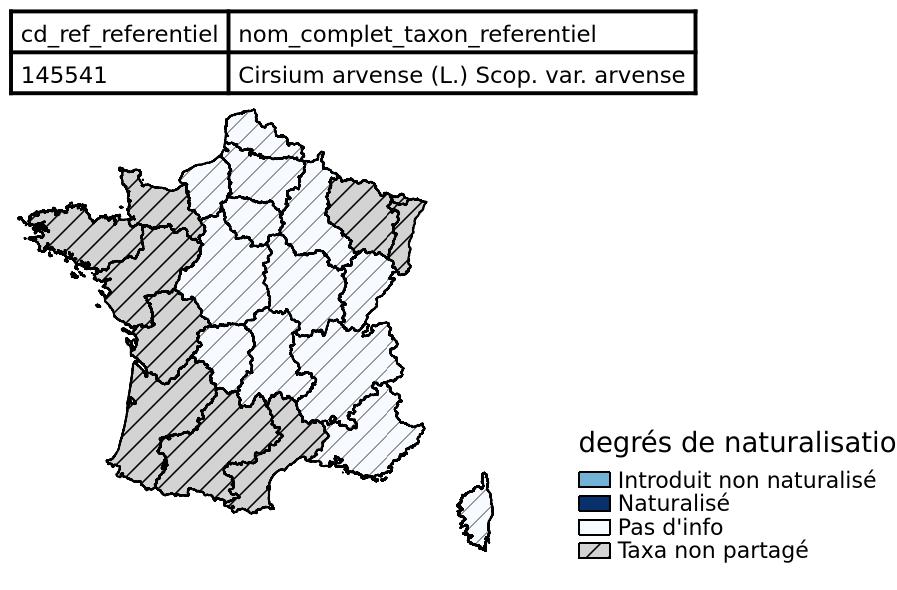 cd_ref_referentiel nom_complet_taxon_referentiel
145541 Cirsium arvense (L.) Scop. var. arvense
degrés de naturalisatio
Introduit non naturalisé
Naturalisé
Pas d'info
Taxa non partagé